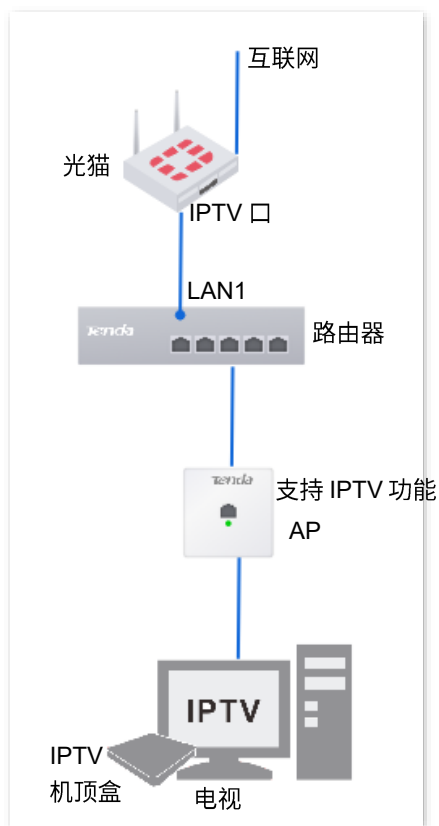 互联网
光猫
IPTV 口
LAN1
Tenda
路由器
Tenda
支持 IPTV 功能
AP
IPTV
IPTV
机顶盒
电视